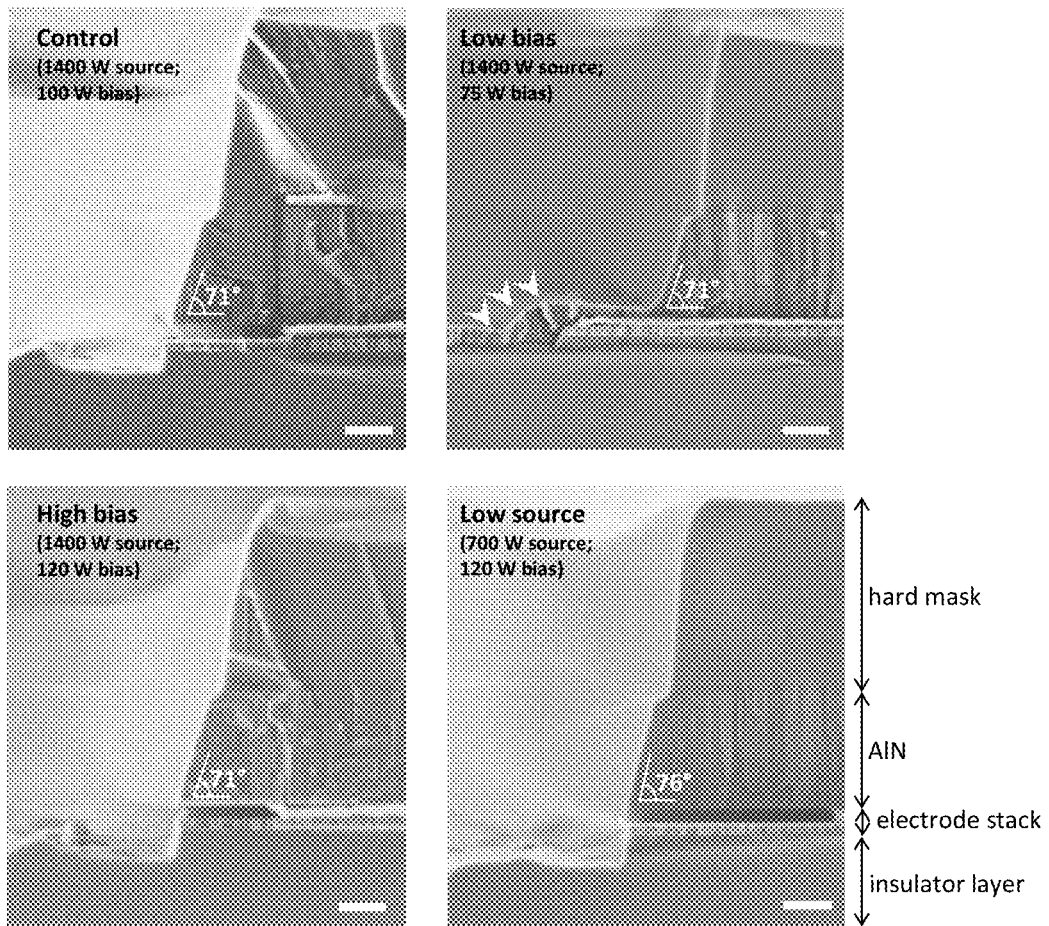 Control
(1400 W source;
100 W bias)
71°
Low bias
(1400 W source;
75 W bias)
71°
High bias
(1400 W source;
120 W bias)
71°
Low source
(700 W source;
120 W bias)
76°
hard mask
AlN
electrode stack
insulator layer